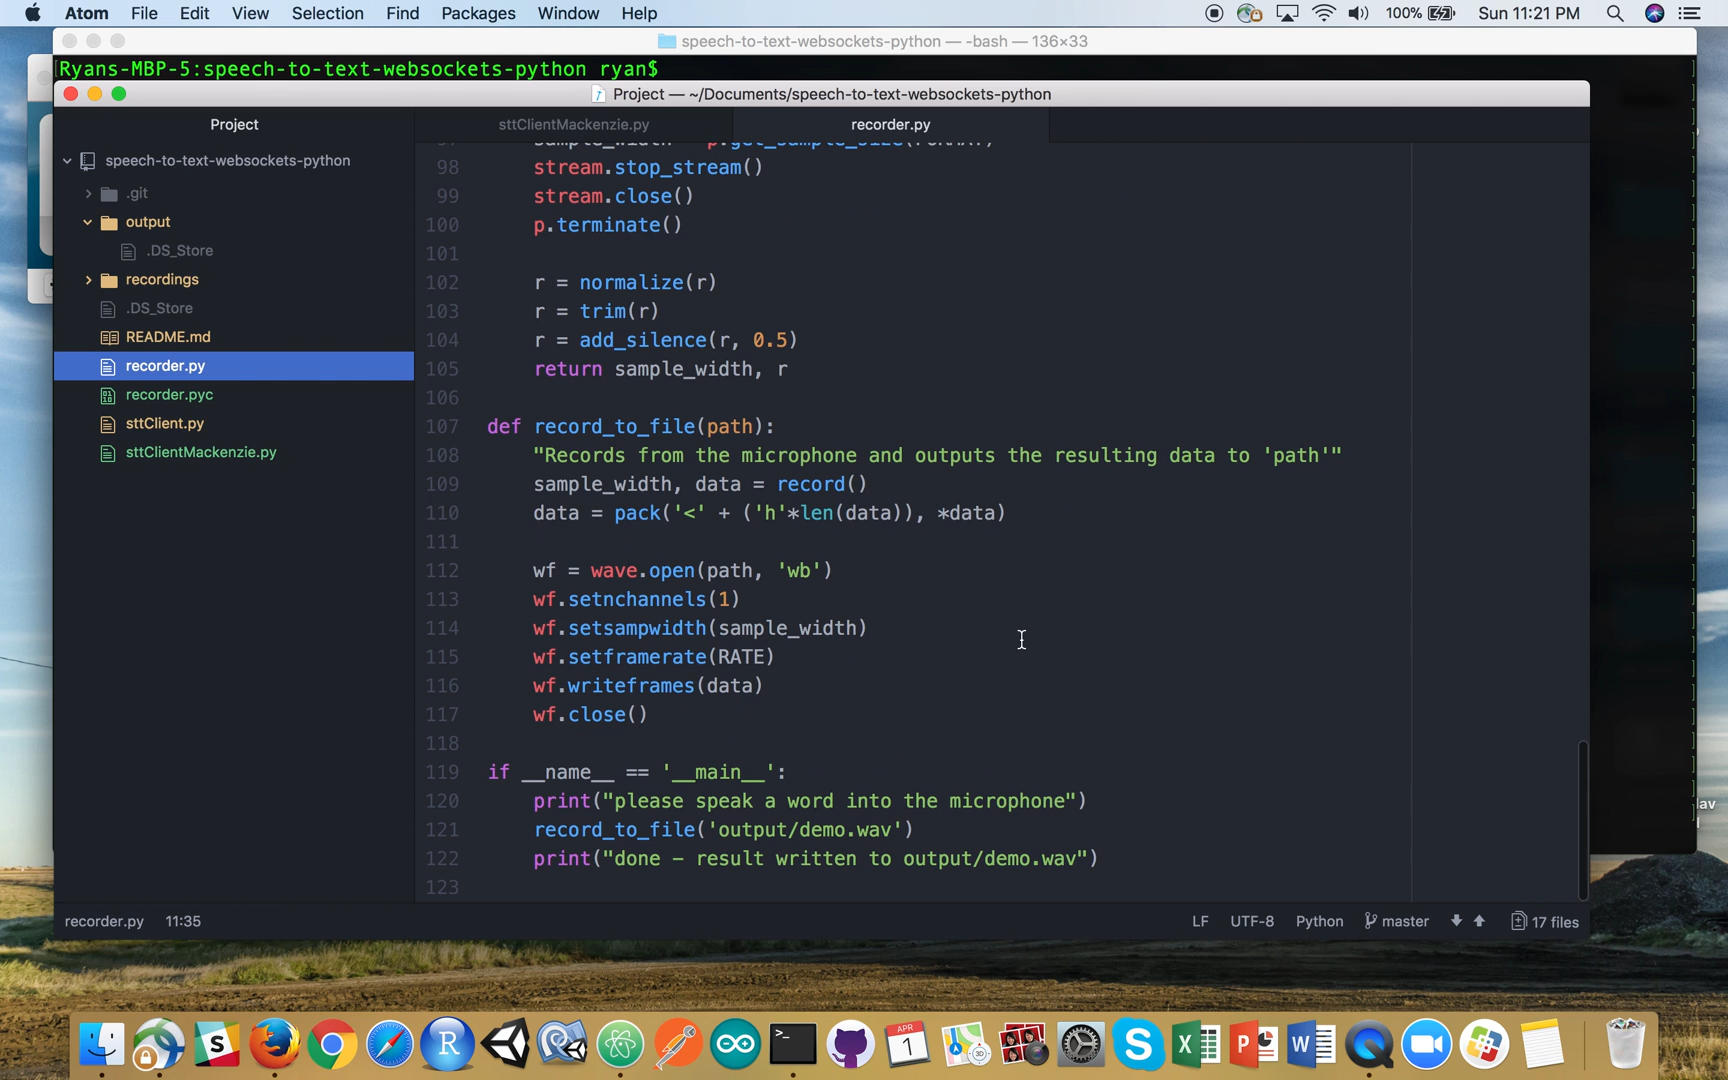 Atom File Edit View Selection Find Packages Window Help 100% Sun 11:21 PM
speech-to-text-websockets-python — -bash — 136×33
Ryans-MBP-5:speech-to-text-websockets-python ryan$
Project — ~/Documents/speech-to-text-websockets-python
Project
speech-to-text-websockets-python
.git
output
.DS_Store
recordings
.DS_Store
README.md
recorder.py
recorder.pyc
sttClient.py
sttClientMackenzie.py
sttClientMackenzie.py recorder.py
97 sample_width = p.get_sample_size(FORMAT)
98 stream.stop_stream()
99 stream.close()
100 p.terminate()
101
102 r = normalize(r)
103 r = trim(r)
104 r = add_silence(r, 0.5)
105 return sample_width, r
106
107 def record_to_file(path):
108 "Records from the microphone and outputs the resulting data to 'path'"
109 sample_width, data = record()
110 data = pack('<' + ('h'*len(data)), *data)
111
112 wf = wave.open(path, 'wb')
113 wf.setnchannels(1)
114 wf.setsampwidth(sample_width)
115 wf.setframerate(RATE)
116 wf.writeframes(data)
117 wf.close()
118
119 if __name__ == '__main__':
120 print("please speak a word into the microphone")
121 record_to_file('output/demo.wav')
122 print("done - result written to output/demo.wav")
123
recorder.py 11:35 LF UTF-8 Python master 17 files
S R APR 1 3D S X P W Q